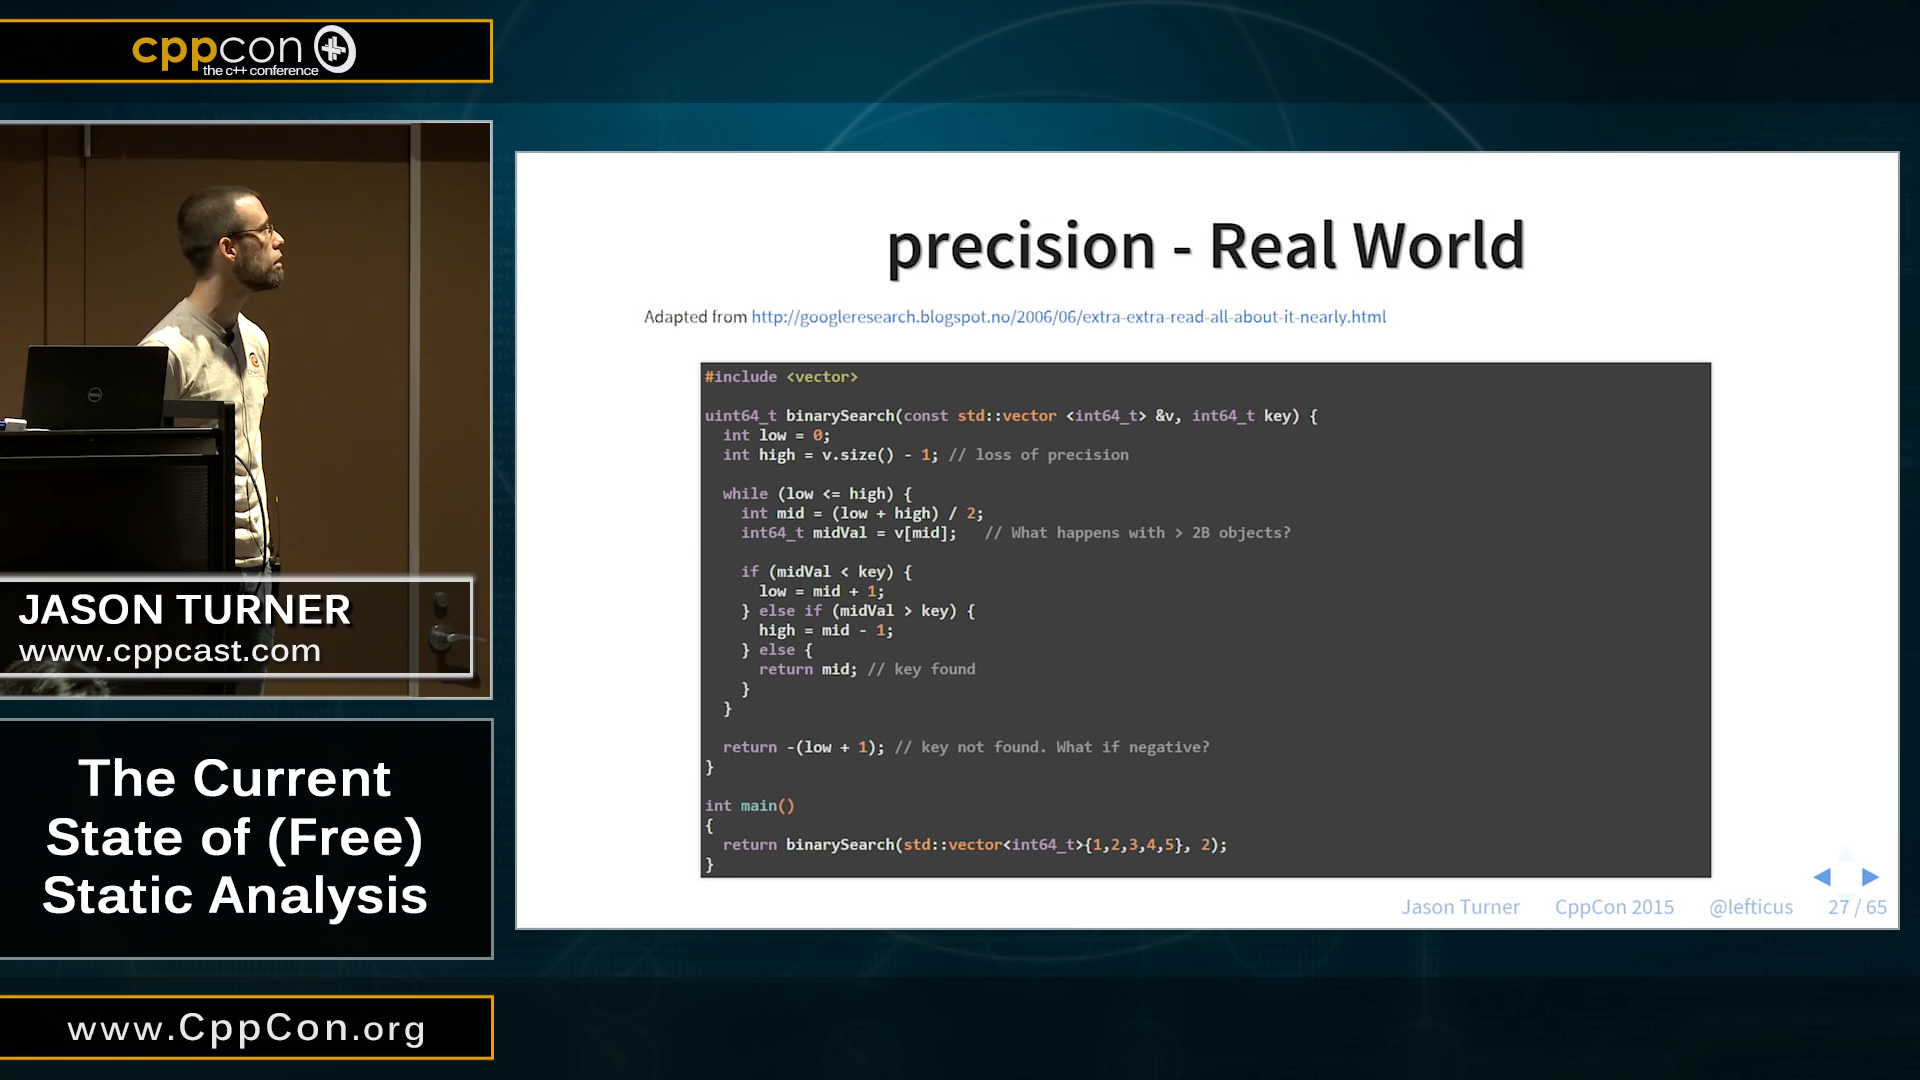 cppcon
the c++ conference
JASON TURNER
www.cppcast.com
The Current
State of (Free)
Static Analysis
www.CppCon.org
precision - Real World
Adapted from http://googleresearch.blogspot.no/2006/06/extra-extra-read-all-about-it-nearly.html
#include <vector>
uint64_t binarySearch(const std::vector <int64_t> &v, int64_t key) {
int low = 0;
int high = v.size() - 1; // loss of precision
while (low <= high) {
int mid = (low + high) / 2;
int64_t midVal = v[mid]; // What happens with > 2B objects?
if (midVal < key) {
low = mid + 1;
} else if (midVal > key) {
high = mid - 1;
} else {
return mid; // key found
}
}
return -(low + 1); // key not found. What if negative?
}
int main()
{
return binarySearch(std::vector<int64_t>{1,2,3,4,5}, 2);
}
Jason Turner CppCon 2015 @lefticus 27 / 65